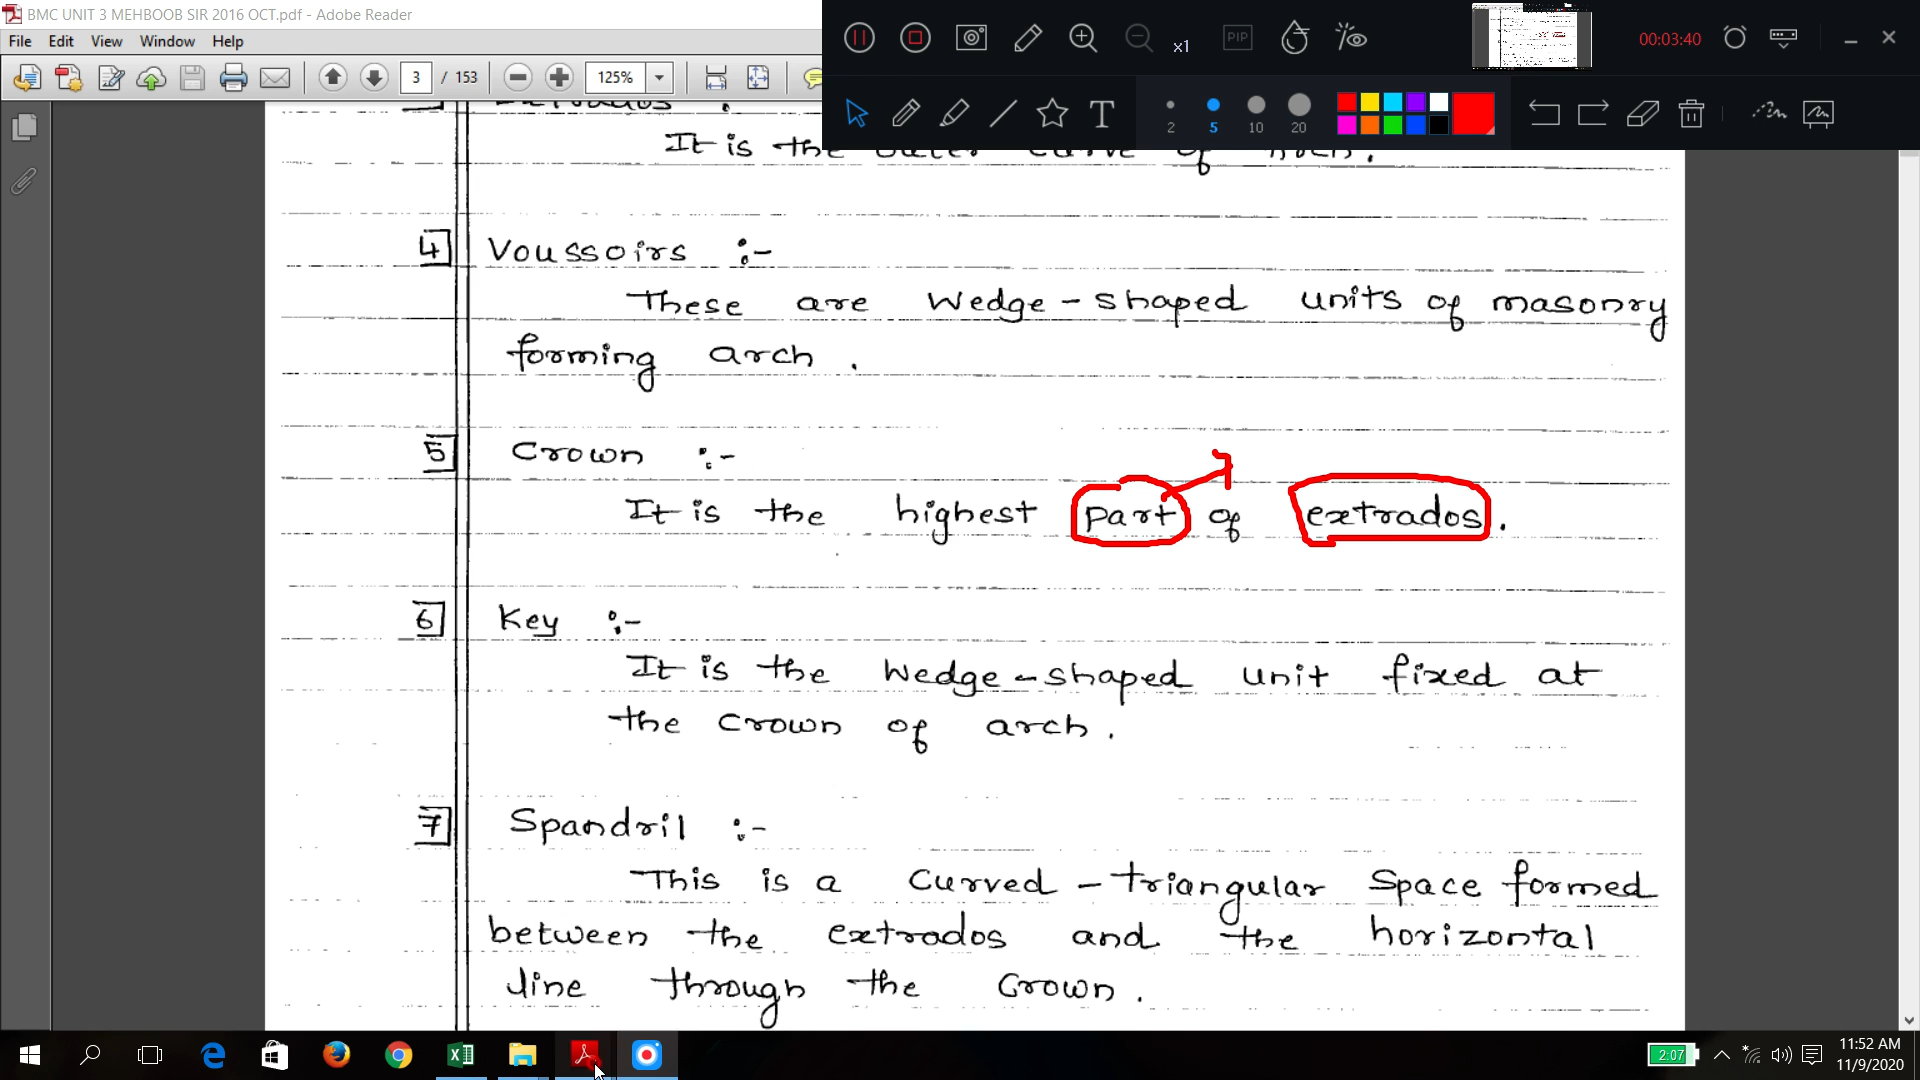 BMC UNIT 3 MEHBOOB SIR 2016 OCT.pdf - Adobe Reader
File Edit View Window Help
3 / 153 125%
x1 PIP 00:03:40
2 5 10 20
It is the outer curve of Arch.
4 Voussoirs :-
These are Wedge-shaped units of masonry
forming arch .
5 Crown :-
It is the highest part of extrados.
6 Key :-
It is the Wedge-shaped unit fixed at
the crown of arch.
7 Spandril :-
This is a curved-triangular space formed
between the extrados and the horizontal
line through the crown.
2:07
11:52 AM
11/9/2020